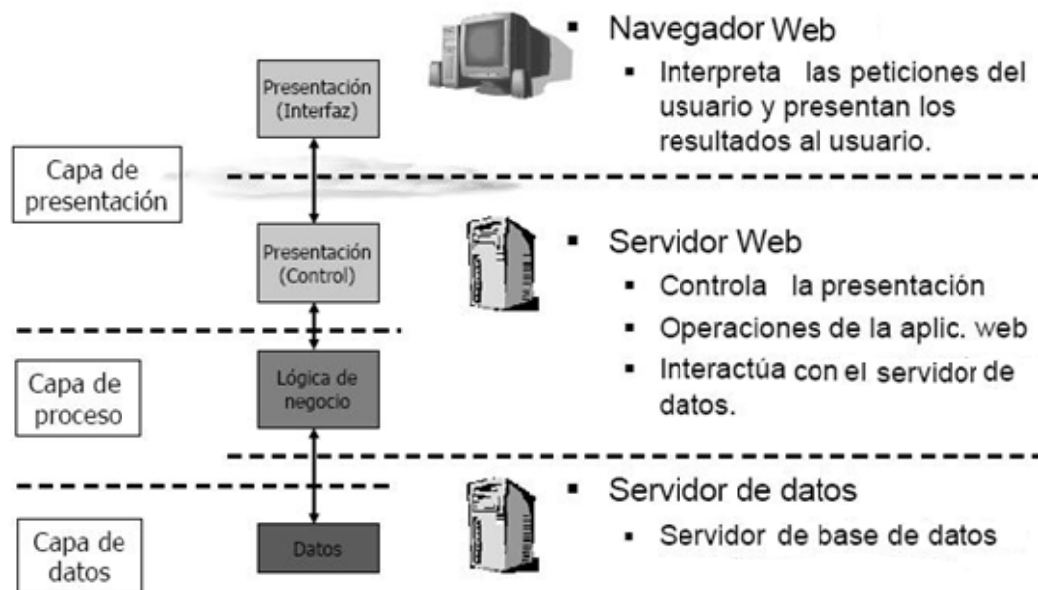 Navegador Web
Interpreta las peticiones del
usuario y presentan los
resultados al usuario.
Presentación
(Interfaz)
Capa de
presentación
Presentación
(Control)
Servidor Web
Controla la presentación
Operaciones de la aplic. web
Interactúa con el servidor de
datos.
Capa de
proceso
Lógica de
negocio
Servidor de datos
Servidor de base de datos
Capa de
datos
Datos